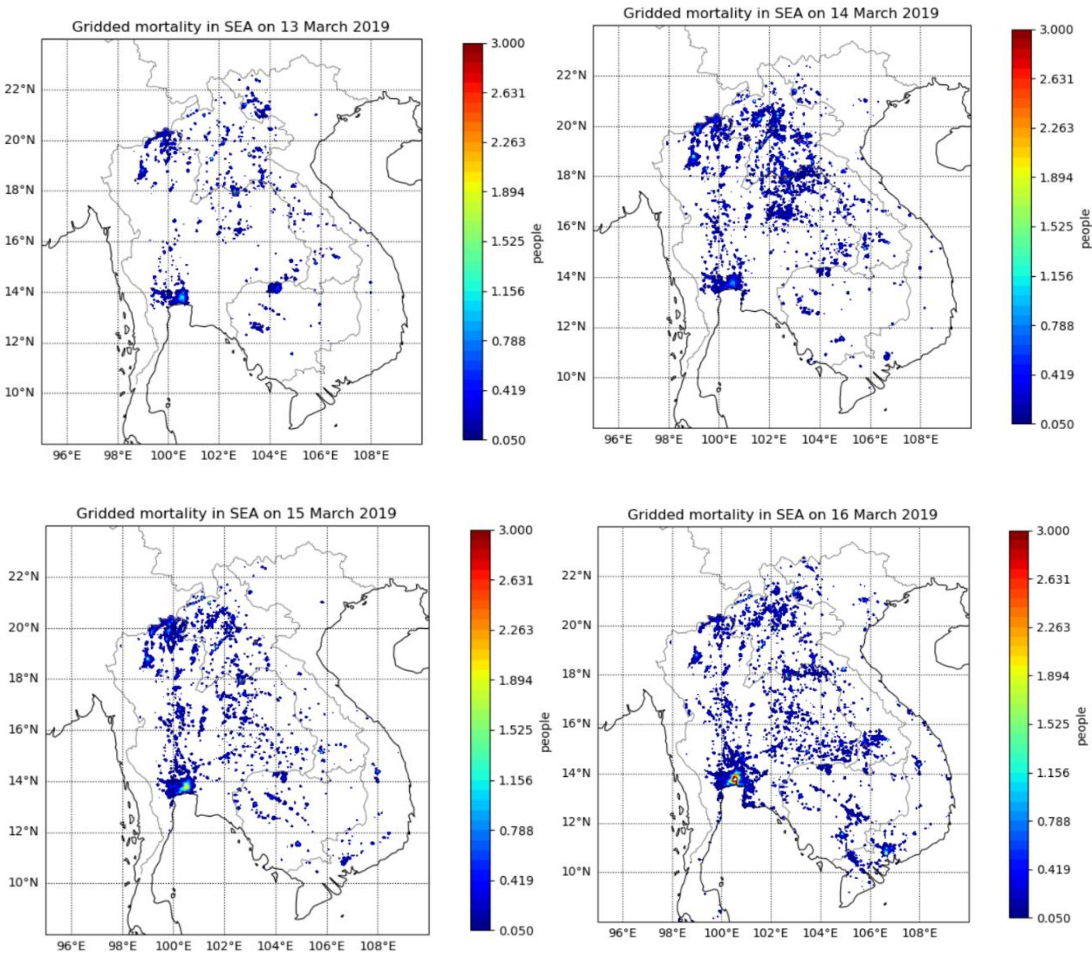 Gridded mortality in SEA on 13 March 2019
22°N
20°N
18°N
16°N
14°N
12°N
10°N
96°E 98°E 100°E 102°E 104°E 106°E 108°E
3.000
2.631
2.263
1.894
1.525
1.156
0.788
0.419
0.050
people
Gridded mortality in SEA on 14 March 2019
22°N
20°N
18°N
16°N
14°N
12°N
10°N
96°E 98°E 100°E 102°E 104°E 106°E 108°E
3.000
2.631
2.263
1.894
1.525
1.156
0.788
0.419
0.050
people
Gridded mortality in SEA on 15 March 2019
22°N
20°N
18°N
16°N
14°N
12°N
10°N
96°E 98°E 100°E 102°E 104°E 106°E 108°E
3.000
2.631
2.263
1.894
1.525
1.156
0.788
0.419
0.050
people
Gridded mortality in SEA on 16 March 2019
22°N
20°N
18°N
16°N
14°N
12°N
10°N
96°E 98°E 100°E 102°E 104°E 106°E 108°E
3.000
2.631
2.263
1.894
1.525
1.156
0.788
0.419
0.050
people